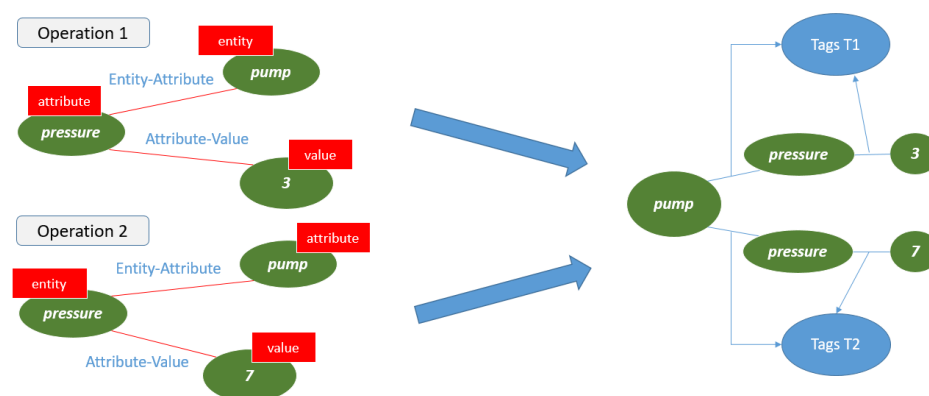 Operation 1
entity
pump
Entity-Attribute
attribute
pressure
Attribute-Value
value
3
Operation 2
attribute
pump
Entity-Attribute
entity
pressure
Attribute-Value
value
7
Tags T1
pressure
3
pump
pressure
7
Tags T2